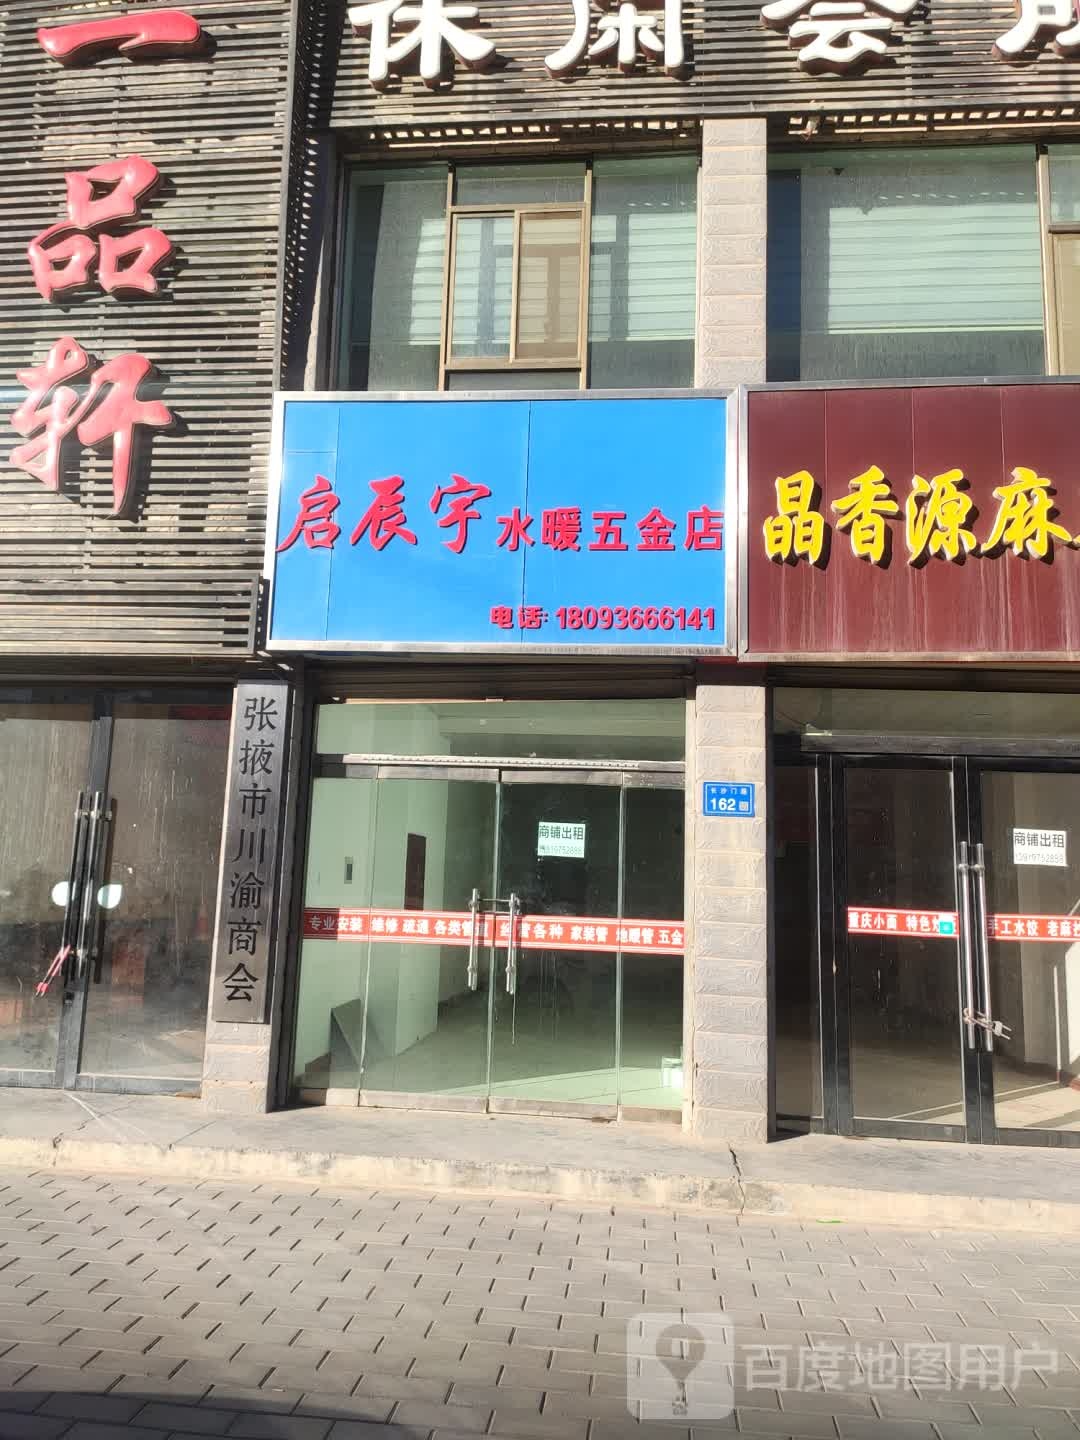 休闲会所
一品轩
启辰宇水暖五金店
电话:18093666141
晶香源麻
张掖市川渝商会
长沙门路
162
商铺出租
商铺出租
专业安装 维修 疏通 各类管道 经营各种 家装管 地暖管 五金
重庆小面 特色
手工水饺 老麻抄
百度地图用户